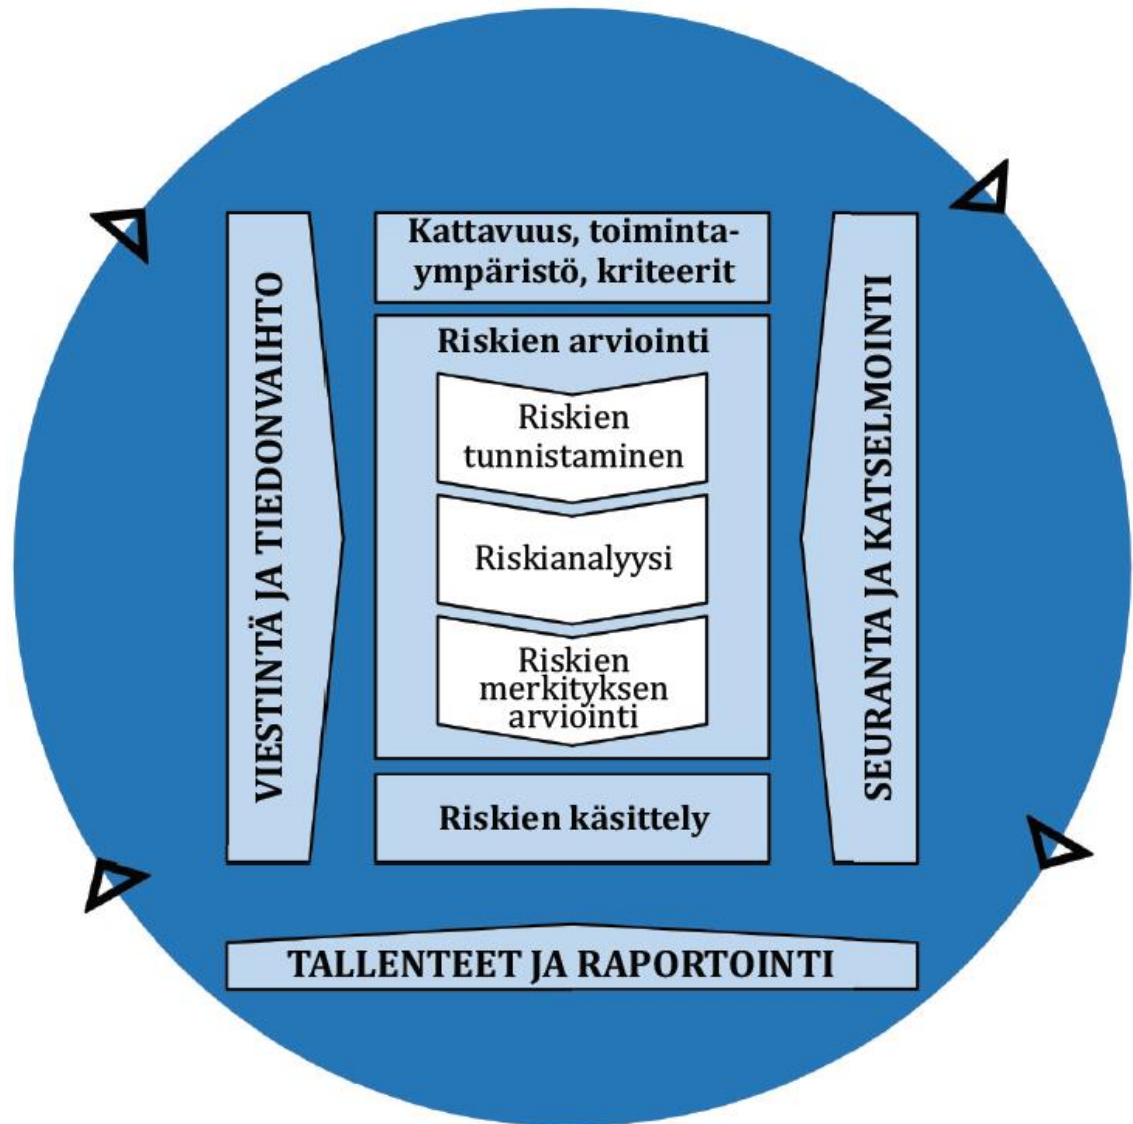 VIESTINTÄ JA TIEDONVAIHTO
Kattavuus, toiminta-
ympäristö, kriteerit
Riskien arviointi
Riskien
tunnistaminen
Riskianalyysi
Riskien
merkityksen
arviointi
Riskien käsittely
SEURANTA JA KATSELMOINTI
TALLENTEET JA RAPORTOINTI